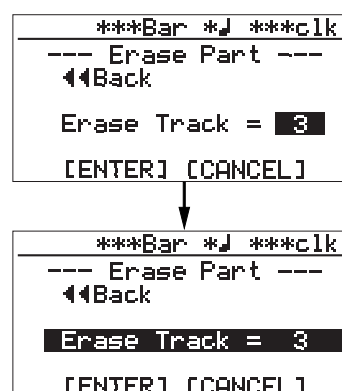 ***Bar *♩ ***clk
--- Erase Part ---
◀◀Back
Erase Track = 3
[ENTER] [CANCEL]
***Bar *♩ ***clk
--- Erase Part ---
◀◀Back
Erase Track = 3
[ENTER] [CANCEL]